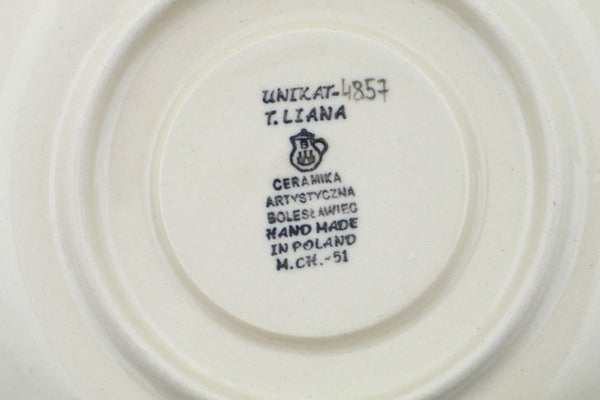 UNIKAT-4857
T. LIANA
B
CERAMIKA
ARTYSTYCZNA
BOLESŁAWIEC
HAND MADE
IN POLAND
M.CH.-51